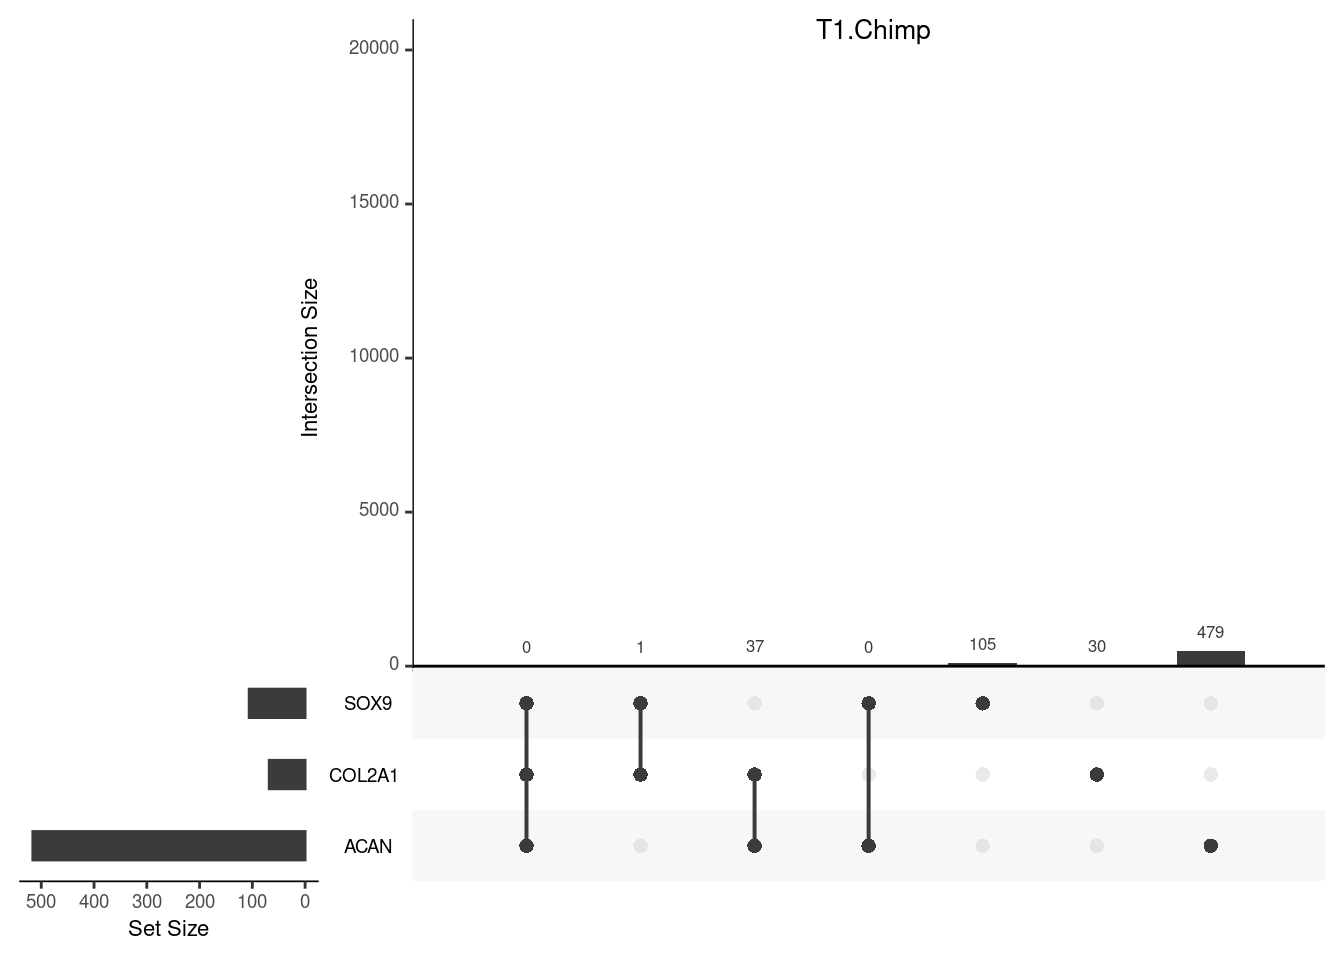 T1.Chimp
20000
15000
10000
5000
0
Intersection Size
0 1 37 0 105 30 479
SOX9
COL2A1
ACAN
500 400 300 200 100 0
Set Size